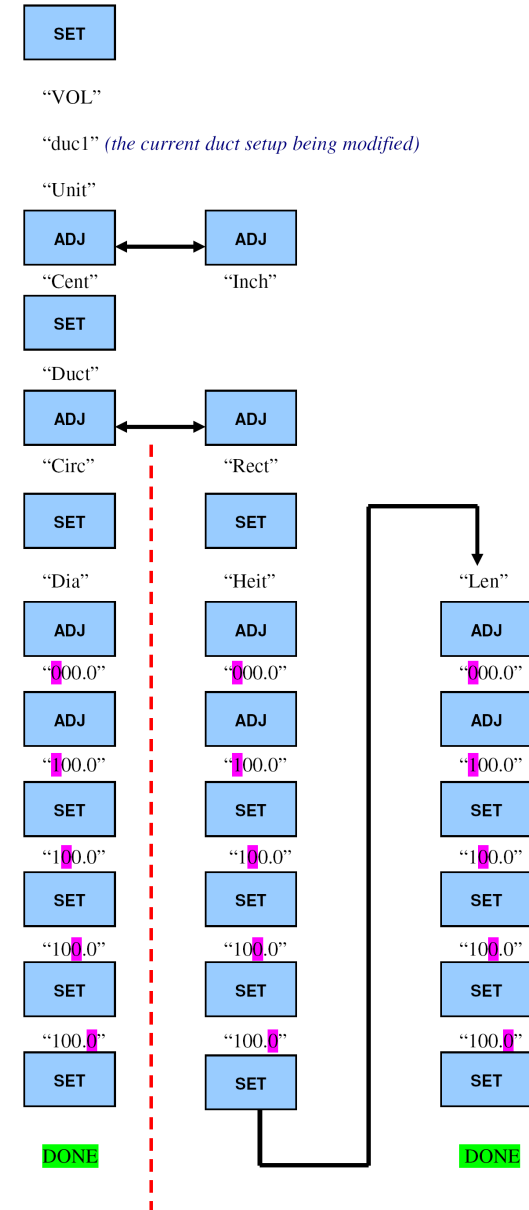 SET
“VOL”
“duc1” (the current duct setup being modified)
“Unit”
ADJ ADJ
“Cent” “Inch”
SET
“Duct”
ADJ ADJ
“Circ” “Rect”
SET SET
“Dia” “Heit” “Len”
ADJ ADJ ADJ
“000.0” “000.0” “000.0”
ADJ ADJ ADJ
“100.0” “100.0” “100.0”
SET SET SET
“100.0” “100.0” “100.0”
SET SET SET
“100.0” “100.0” “100.0”
SET SET SET
“100.0” “100.0” “100.0”
SET SET SET
DONE DONE